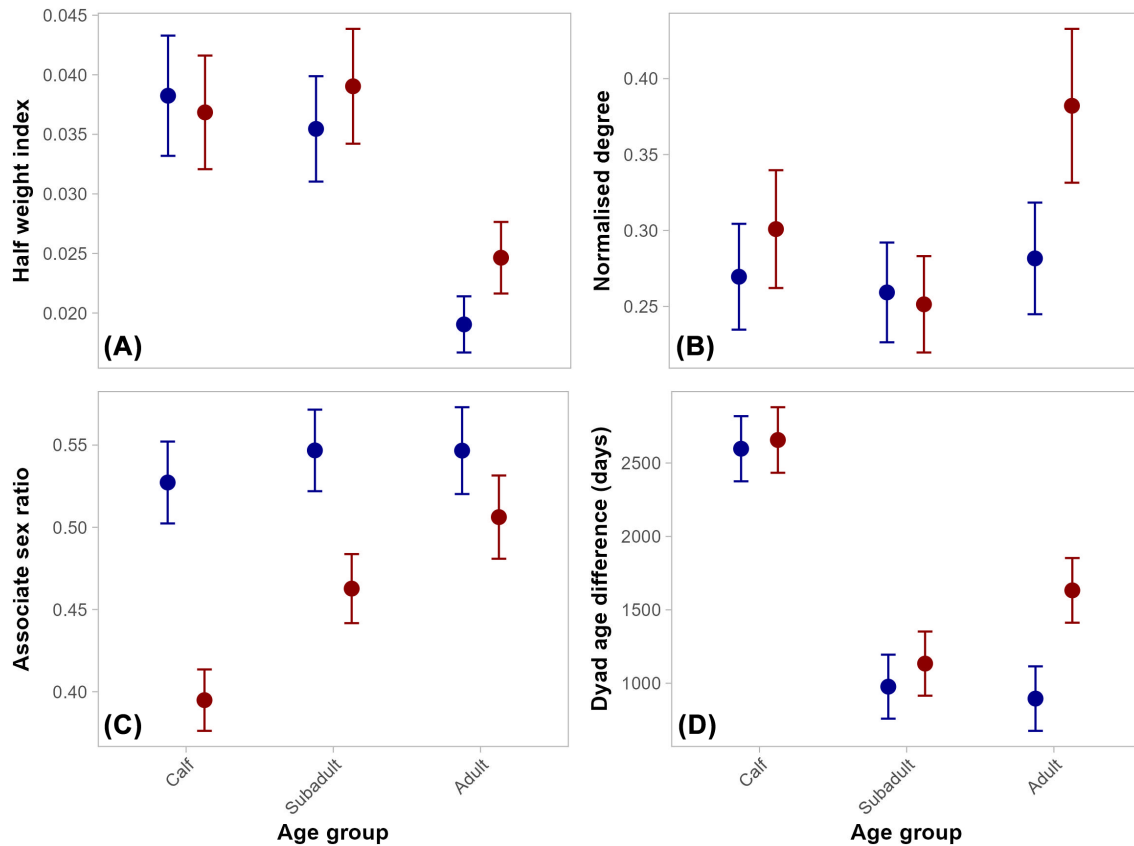 Half weight index
0.045
0.040
0.035
0.030
0.025
0.020
(A)
Normalised degree
0.40
0.35
0.30
0.25
(B)
Associate sex ratio
0.55
0.50
0.45
0.40
(C)
Calf
Subadult
Adult
Age group
Dyad age difference (days)
2500
2000
1500
1000
(D)
Calf
Subadult
Adult
Age group